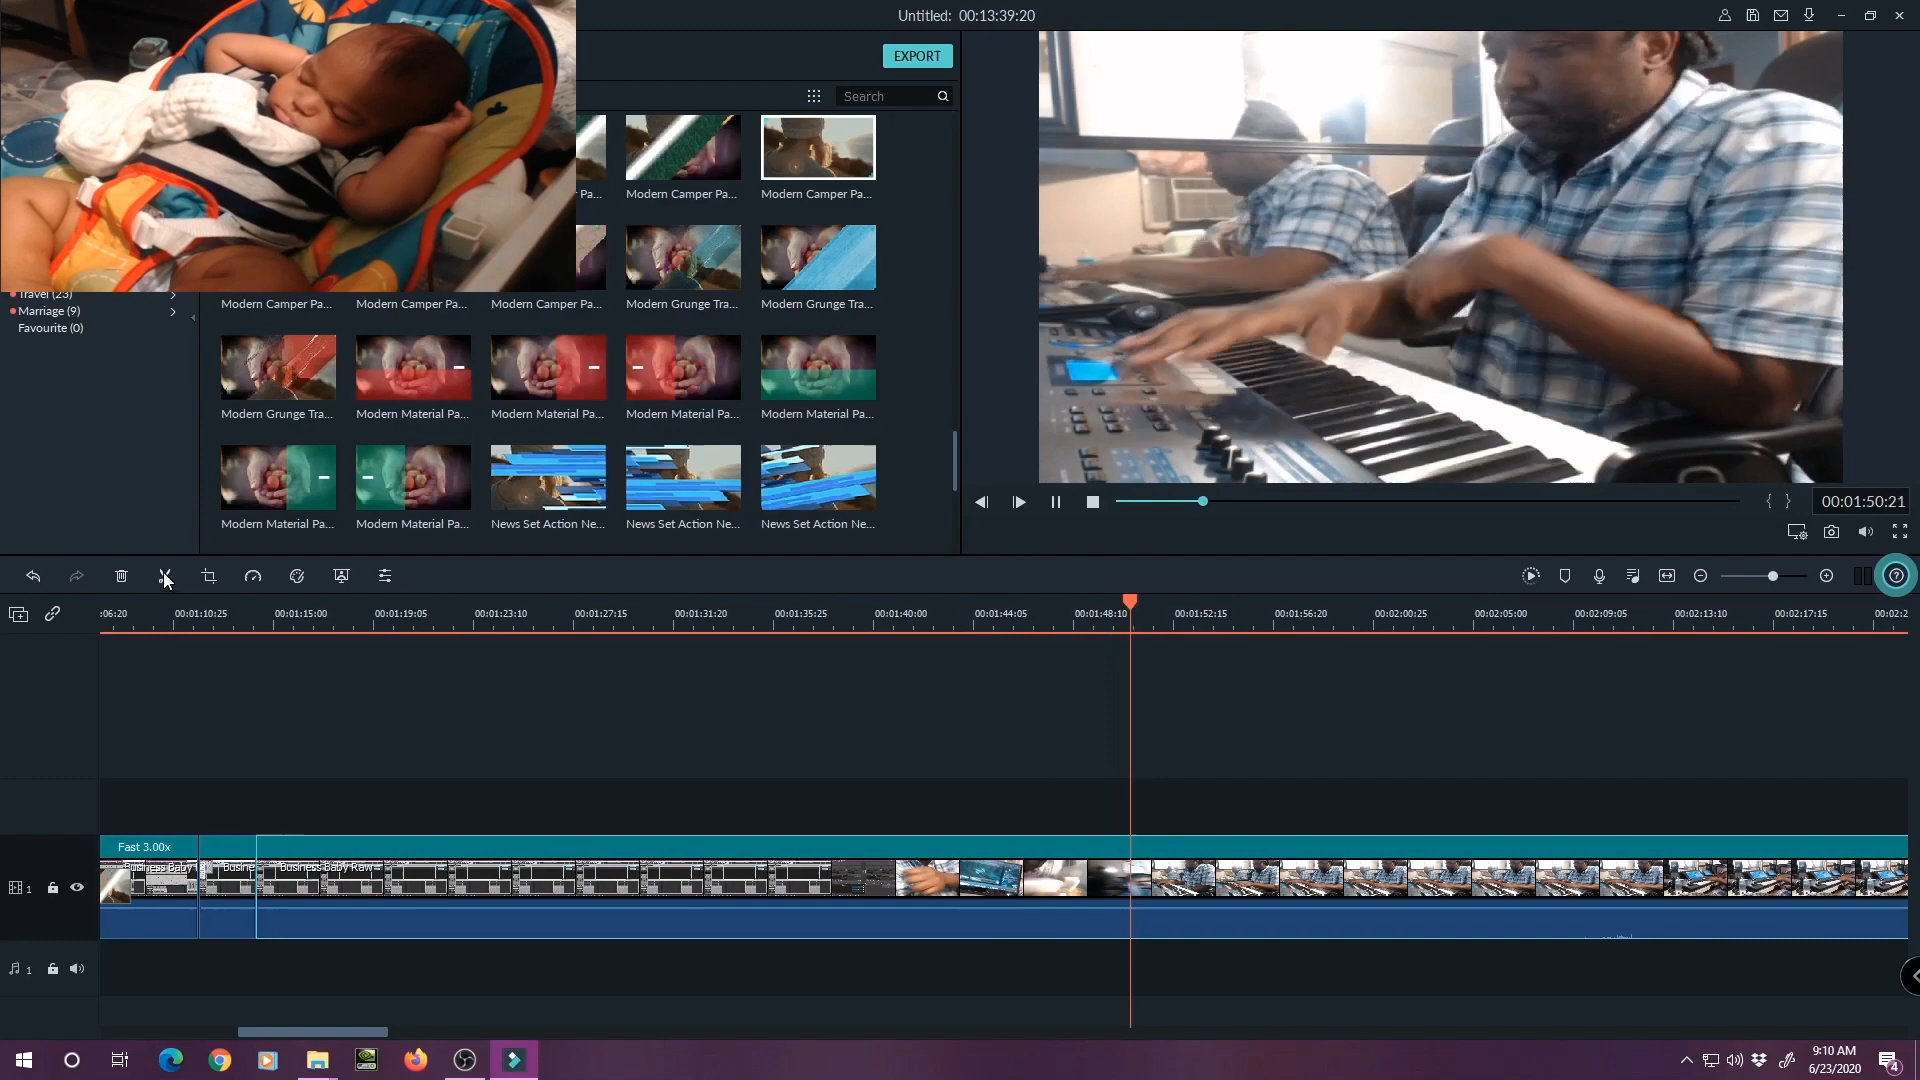 Untitled: 00:13:39:20
EXPORT
Search
Pa...
Modern Camper Pa...
Modern Camper Pa...
Travel (23)
Marriage (9)
Favourite (0)
Modern Camper Pa...
Modern Camper Pa...
Modern Camper Pa...
Modern Grunge Tra...
Modern Grunge Tra...
Modern Grunge Tra...
Modern Material Pa...
Modern Material Pa...
Modern Material Pa...
Modern Material Pa...
Modern Material Pa...
Modern Material Pa...
News Set Action Ne...
News Set Action Ne...
News Set Action Ne...
{ } 00:01:50:21
:06:20 00:01:10:25 00:01:15:00 00:01:19:05 00:01:23:10 00:01:27:15 00:01:31:20 00:01:35:25 00:01:40:00 00:01:44:05 00:01:48:10 00:01:52:15 00:01:56:20 00:02:00:25 00:02:05:00 00:02:09:05 00:02:13:10 00:02:17:15 00:02:2
Fast 3.00x
Business Baby Busine Business Baby Raw
1
1
9:10 AM
6/23/2020
4